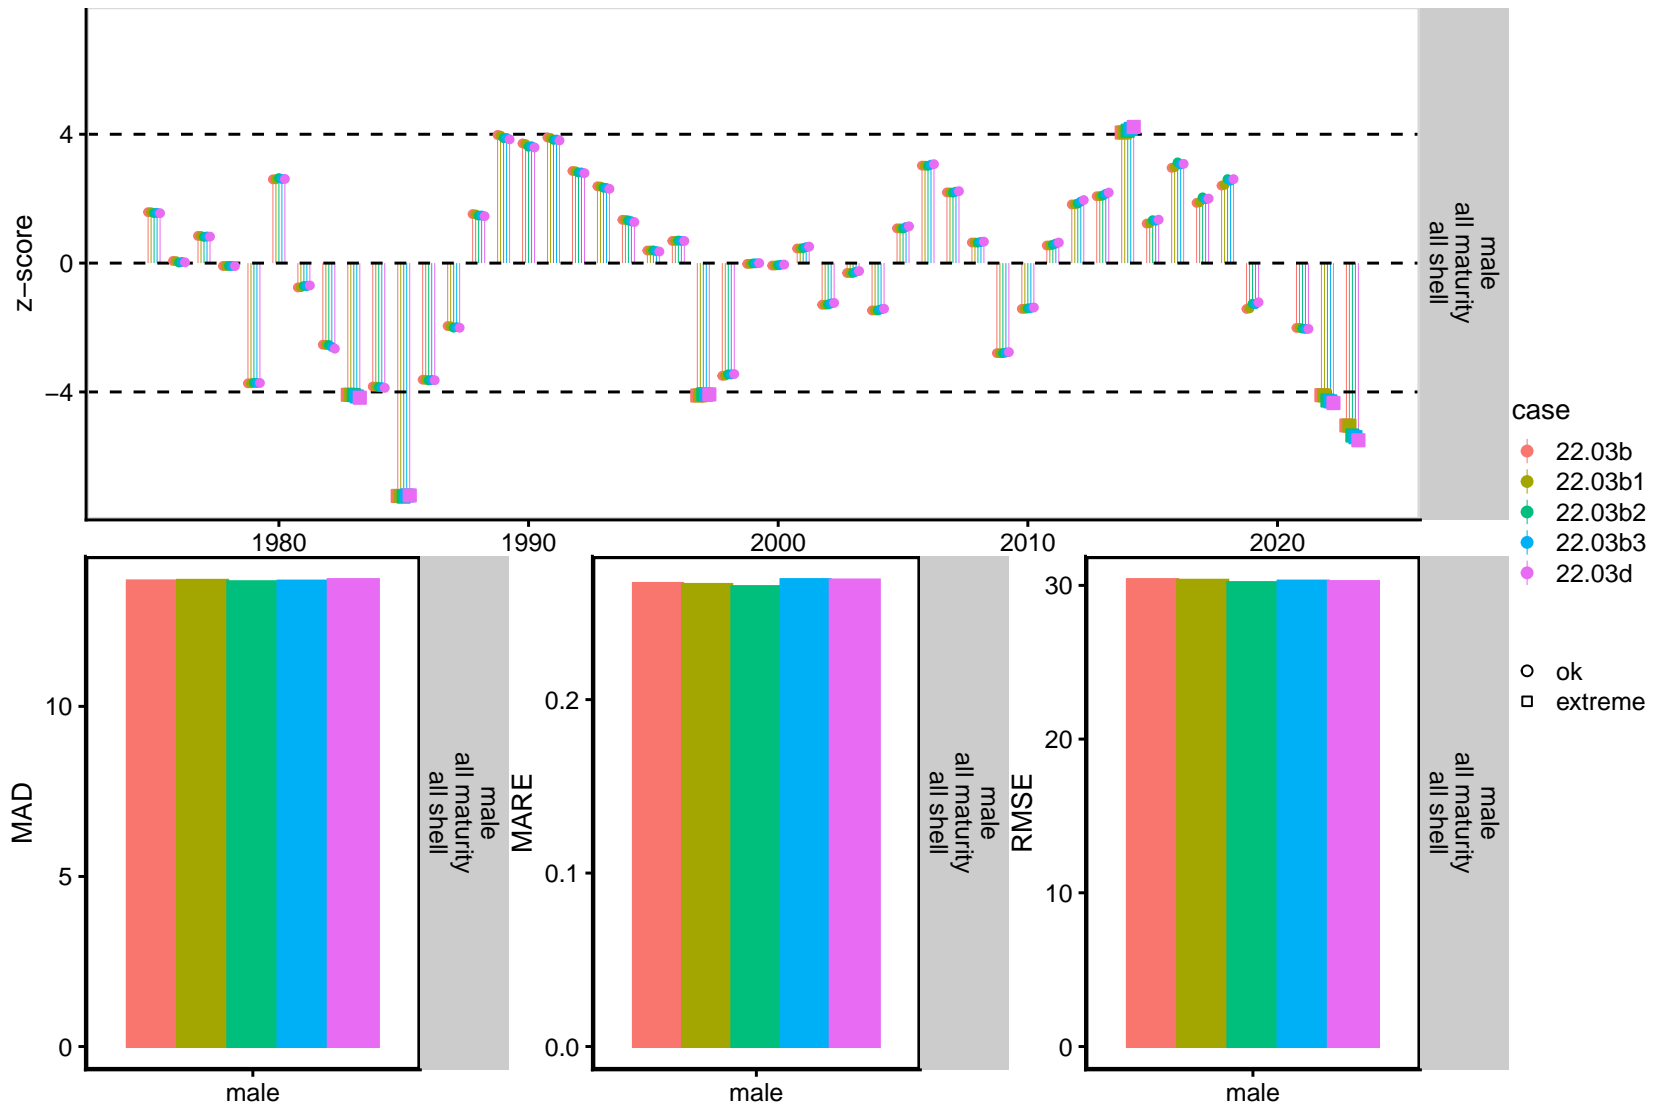 z−score
4
0
−4
male
all maturity
all shell
1980
1990
2000
2010
2020
case
22.03b
22.03b1
22.03b2
22.03b3
22.03d
ok
extreme
MAD
10
5
0
male
male
all maturity
all shell
MARE
0.2
0.1
0.0
male
male
all maturity
all shell
RMSE
30
20
10
0
male
male
all maturity
all shell